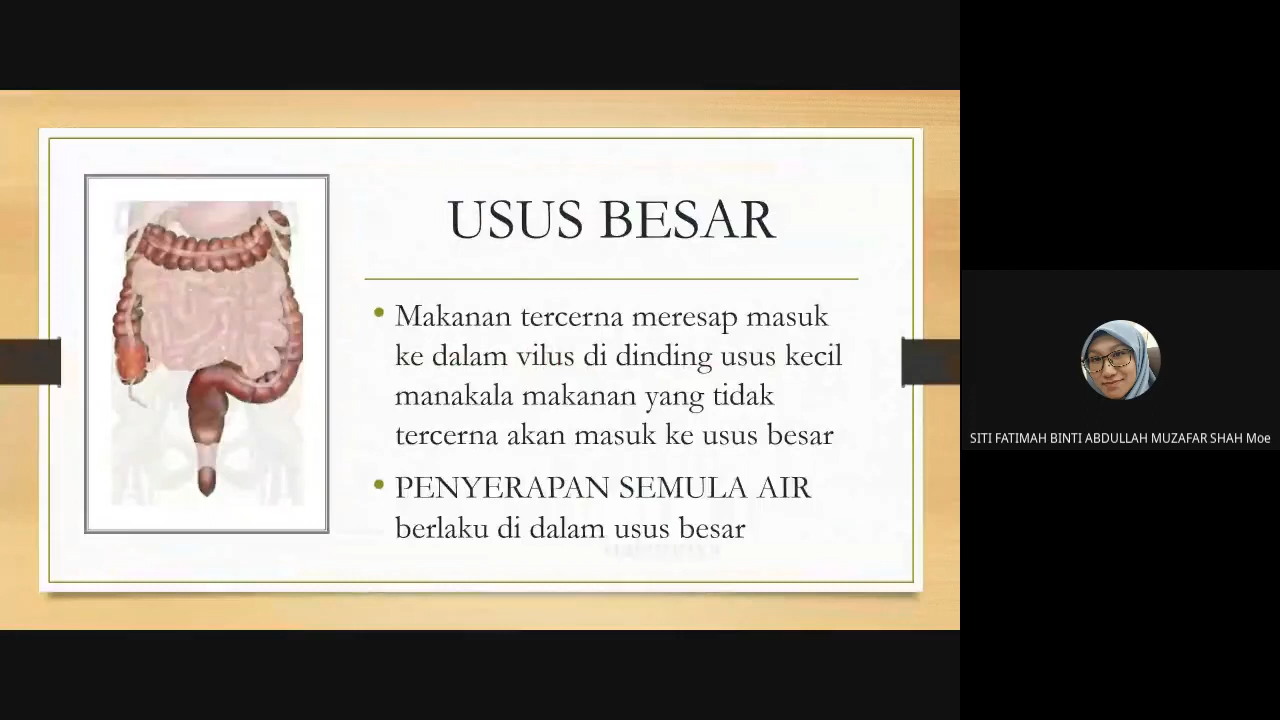 USUS BESAR
• Makanan tercerna meresap masuk
ke dalam vilus di dinding usus kecil
manakala makanan yang tidak
tercerna akan masuk ke usus besar
• PENYERAPAN SEMULA AIR
berlaku di dalam usus besar
SITI FATIMAH BINTI ABDULLAH MUZAFAR SHAH Moe